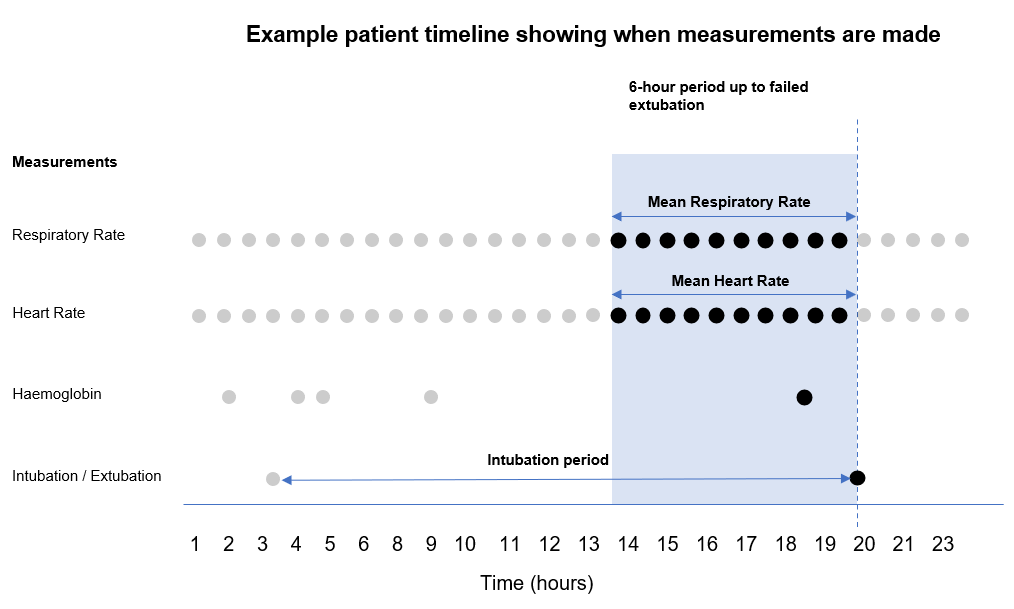 Example patient timeline showing when measurements are made
6-hour period up to failed
extubation
Measurements
Mean Respiratory Rate
Respiratory Rate
Mean Heart Rate
Heart Rate
Haemoglobin
Intubation period
Intubation / Extubation
1 2 3 4 5 6 8 9 10 11 12 13 14 15 16 17 18 19 20 21 23
Time (hours)